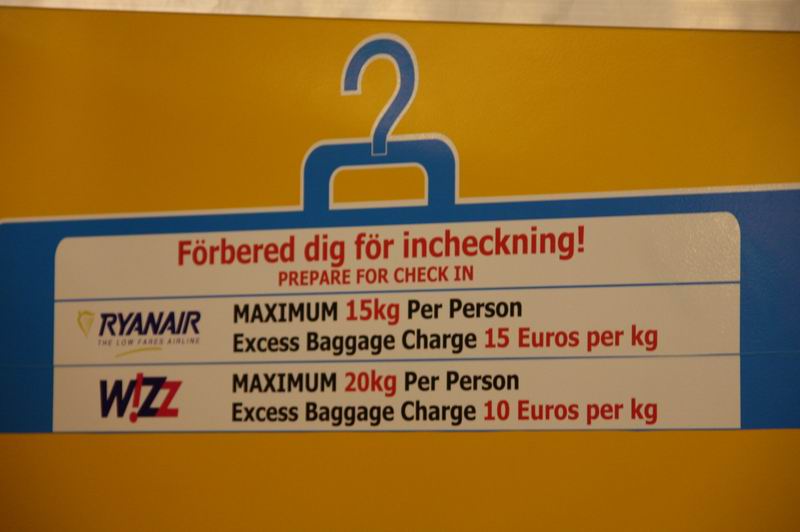 Förbered dig för incheckning!
PREPARE FOR CHECK IN
RYANAIR
THE LOW FARES AIRLINE
MAXIMUM 15kg Per Person
Excess Baggage Charge 15 Euros per kg
W!ZZ
MAXIMUM 20kg Per Person
Excess Baggage Charge 10 Euros per kg